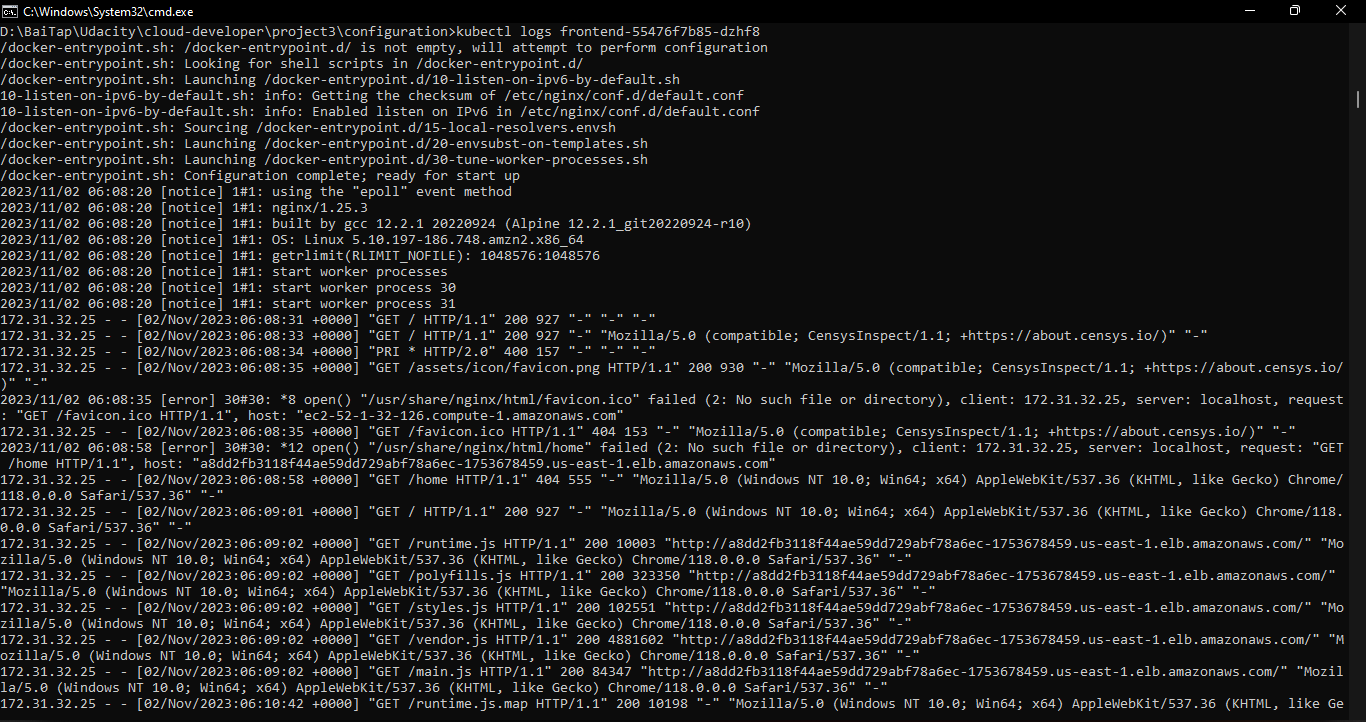 C:\Windows\System32\cmd.exe
D:\BaiTap\Udacity\cloud-developer\project3\configuration>kubectl logs frontend-55476f7b85-dzhf8
/docker-entrypoint.sh: /docker-entrypoint.d/ is not empty, will attempt to perform configuration
/docker-entrypoint.sh: Looking for shell scripts in /docker-entrypoint.d/
/docker-entrypoint.sh: Launching /docker-entrypoint.d/10-listen-on-ipv6-by-default.sh
10-listen-on-ipv6-by-default.sh: info: Getting the checksum of /etc/nginx/conf.d/default.conf
10-listen-on-ipv6-by-default.sh: info: Enabled listen on IPv6 in /etc/nginx/conf.d/default.conf
/docker-entrypoint.sh: Sourcing /docker-entrypoint.d/15-local-resolvers.envsh
/docker-entrypoint.sh: Launching /docker-entrypoint.d/20-envsubst-on-templates.sh
/docker-entrypoint.sh: Launching /docker-entrypoint.d/30-tune-worker-processes.sh
/docker-entrypoint.sh: Configuration complete; ready for start up
2023/11/02 06:08:20 [notice] 1#1: using the "epoll" event method
2023/11/02 06:08:20 [notice] 1#1: nginx/1.25.3
2023/11/02 06:08:20 [notice] 1#1: built by gcc 12.2.1 20220924 (Alpine 12.2.1_git20220924-r10)
2023/11/02 06:08:20 [notice] 1#1: OS: Linux 5.10.197-186.748.amzn2.x86_64
2023/11/02 06:08:20 [notice] 1#1: getrlimit(RLIMIT_NOFILE): 1048576:1048576
2023/11/02 06:08:20 [notice] 1#1: start worker processes
2023/11/02 06:08:20 [notice] 1#1: start worker process 30
2023/11/02 06:08:20 [notice] 1#1: start worker process 31
172.31.32.25 - - [02/Nov/2023:06:08:31 +0000] "GET / HTTP/1.1" 200 927 "-" "-" "-"
172.31.32.25 - - [02/Nov/2023:06:08:33 +0000] "GET / HTTP/1.1" 200 927 "-" "Mozilla/5.0 (compatible; CensysInspect/1.1; +https://about.censys.io/)" "-"
172.31.32.25 - - [02/Nov/2023:06:08:34 +0000] "PRI * HTTP/2.0" 400 157 "-" "-" "-"
172.31.32.25 - - [02/Nov/2023:06:08:35 +0000] "GET /assets/icon/favicon.png HTTP/1.1" 200 930 "-" "Mozilla/5.0 (compatible; CensysInspect/1.1; +https://about.censys.io/
)" "-"
2023/11/02 06:08:35 [error] 30#30: *8 open() "/usr/share/nginx/html/favicon.ico" failed (2: No such file or directory), client: 172.31.32.25, server: localhost, request
: "GET /favicon.ico HTTP/1.1", host: "ec2-52-1-32-126.compute-1.amazonaws.com"
172.31.32.25 - - [02/Nov/2023:06:08:35 +0000] "GET /favicon.ico HTTP/1.1" 404 153 "-" "Mozilla/5.0 (compatible; CensysInspect/1.1; +https://about.censys.io/)" "-"
2023/11/02 06:08:58 [error] 30#30: *12 open() "/usr/share/nginx/html/home" failed (2: No such file or directory), client: 172.31.32.25, server: localhost, request: "GET
 /home HTTP/1.1", host: "a8dd2fb3118f44ae59dd729abf78a6ec-1753678459.us-east-1.elb.amazonaws.com"
172.31.32.25 - - [02/Nov/2023:06:08:58 +0000] "GET /home HTTP/1.1" 404 555 "-" "Mozilla/5.0 (Windows NT 10.0; Win64; x64) AppleWebKit/537.36 (KHTML, like Gecko) Chrome/
118.0.0.0 Safari/537.36" "-"
172.31.32.25 - - [02/Nov/2023:06:09:01 +0000] "GET / HTTP/1.1" 200 927 "-" "Mozilla/5.0 (Windows NT 10.0; Win64; x64) AppleWebKit/537.36 (KHTML, like Gecko) Chrome/118.
0.0.0 Safari/537.36" "-"
172.31.32.25 - - [02/Nov/2023:06:09:02 +0000] "GET /runtime.js HTTP/1.1" 200 10003 "http://a8dd2fb3118f44ae59dd729abf78a6ec-1753678459.us-east-1.elb.amazonaws.com/" "Mo
zilla/5.0 (Windows NT 10.0; Win64; x64) AppleWebKit/537.36 (KHTML, like Gecko) Chrome/118.0.0.0 Safari/537.36" "-"
172.31.32.25 - - [02/Nov/2023:06:09:02 +0000] "GET /polyfills.js HTTP/1.1" 200 323350 "http://a8dd2fb3118f44ae59dd729abf78a6ec-1753678459.us-east-1.elb.amazonaws.com/"
"Mozilla/5.0 (Windows NT 10.0; Win64; x64) AppleWebKit/537.36 (KHTML, like Gecko) Chrome/118.0.0.0 Safari/537.36" "-"
172.31.32.25 - - [02/Nov/2023:06:09:02 +0000] "GET /styles.js HTTP/1.1" 200 102551 "http://a8dd2fb3118f44ae59dd729abf78a6ec-1753678459.us-east-1.elb.amazonaws.com/" "Mo
zilla/5.0 (Windows NT 10.0; Win64; x64) AppleWebKit/537.36 (KHTML, like Gecko) Chrome/118.0.0.0 Safari/537.36" "-"
172.31.32.25 - - [02/Nov/2023:06:09:02 +0000] "GET /vendor.js HTTP/1.1" 200 4881602 "http://a8dd2fb3118f44ae59dd729abf78a6ec-1753678459.us-east-1.elb.amazonaws.com/" "M
ozilla/5.0 (Windows NT 10.0; Win64; x64) AppleWebKit/537.36 (KHTML, like Gecko) Chrome/118.0.0.0 Safari/537.36" "-"
172.31.32.25 - - [02/Nov/2023:06:09:02 +0000] "GET /main.js HTTP/1.1" 200 84347 "http://a8dd2fb3118f44ae59dd729abf78a6ec-1753678459.us-east-1.elb.amazonaws.com/" "Mozil
la/5.0 (Windows NT 10.0; Win64; x64) AppleWebKit/537.36 (KHTML, like Gecko) Chrome/118.0.0.0 Safari/537.36" "-"
172.31.32.25 - - [02/Nov/2023:06:10:42 +0000] "GET /runtime.js.map HTTP/1.1" 200 10198 "-" "Mozilla/5.0 (Windows NT 10.0; Win64; x64) AppleWebKit/537.36 (KHTML, like Ge